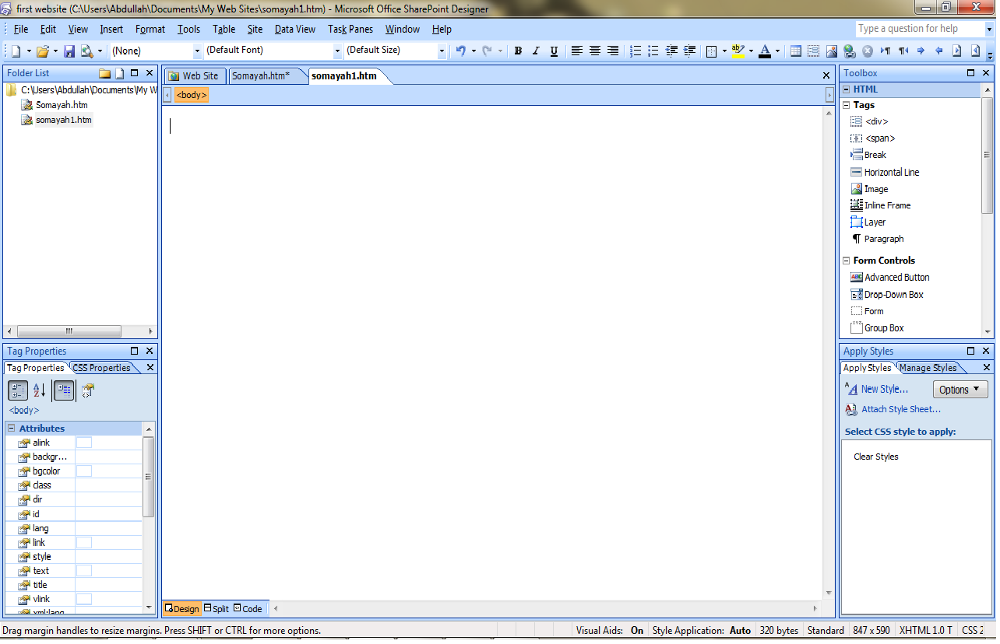 first website (C:\Users\Abdullah\Documents\My Web Sites\somayah1.htm) - Microsoft Office SharePoint Designer
File Edit View Insert Format Tools Table Site Data View Task Panes Window Help
Type a question for help
(None) (Default Font) (Default Size) B I U
Folder List
C:\Users\Abdullah\Documents\My W
Somayah.htm
somayah1.htm
Web Site Somayah.htm* somayah1.htm
<body>
Toolbox
HTML
Tags
<div>
<span>
Break
Horizontal Line
Image
Inline Frame
Layer
Paragraph
Form Controls
Advanced Button
Drop-Down Box
Form
Group Box
Tag Properties
Tag Properties CSS Properties
<body>
Attributes
alink
backgr...
bgcolor
class
dir
id
lang
link
style
text
title
vlink
xml:lang
Apply Styles
Apply Styles Manage Styles
New Style...
Options
Attach Style Sheet...
Select CSS style to apply:
Clear Styles
Design Split Code
Drag margin handles to resize margins. Press SHIFT or CTRL for more options.
Visual Aids: On Style Application: Auto 320 bytes Standard 847 x 590 XHTML 1.0 T CSS 2